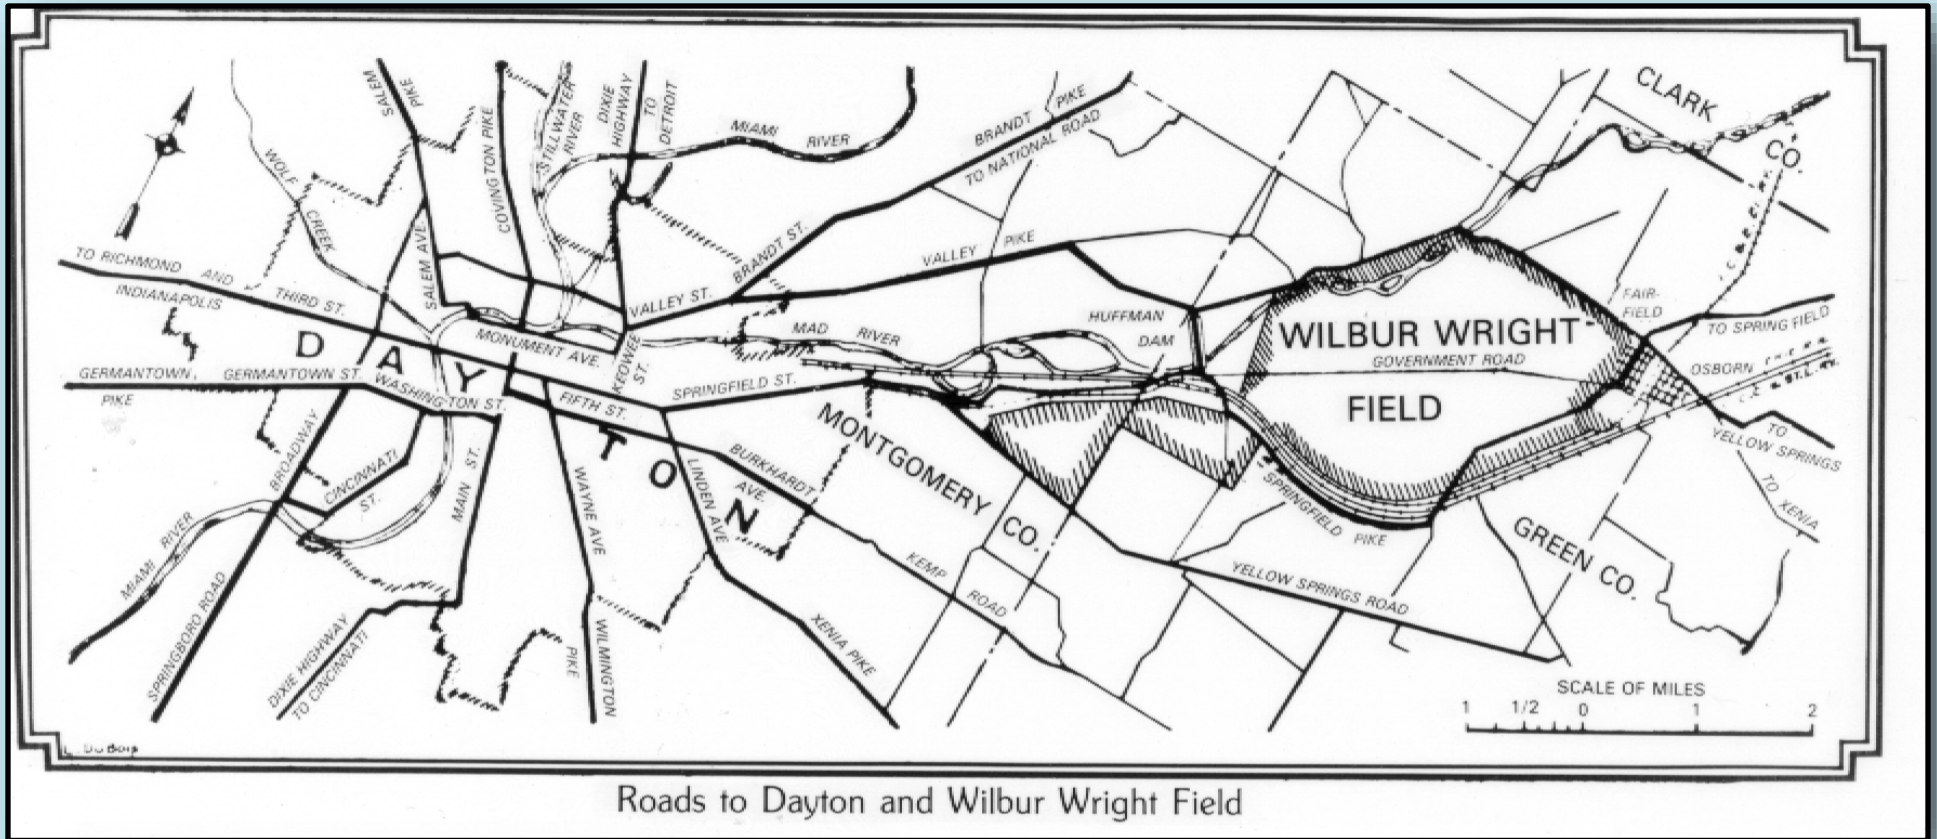 SALEM
PIKE
COVINGTON PIKE
STILLWATER
RIVER
DIXIE
HIGHWAY
TO
DETROIT
MIAMI RIVER
BRANDT PIKE
TO NATIONAL ROAD
CLARK
CO.
WOLF
CREEK
SALEM AVE.
BRANDT ST.
VALLEY PIKE
VALLEY ST.
TO RICHMOND AND
INDIANAPOLIS
THIRD ST.
MONUMENT AVE.
KEOWEE
ST.
MAD RIVER
HUFFMAN
DAM
WILBUR WRIGHT
GOVERNMENT ROAD
FIELD
FAIR-
FIELD
TO SPRINGFIELD
OSBORN
TO
YELLOW SPRINGS
TO XENIA
DAYTON
GERMANTOWN
PIKE
GERMANTOWN ST.
WASHINGTON ST.
FIFTH ST.
SPRINGFIELD ST.
BROADWAY
CINCINNATI
ST.
MAIN ST.
WAYNE AVE
LINDEN AVE
BURKHARDT
AVE.
MONTGOMERY
CO.
SPRINGFIELD PIKE
GREEN CO.
KEMP
ROAD
YELLOW SPRINGS ROAD
MIAMI RIVER
SPRINGBORO ROAD
DIXIE HIGHWAY
TO CINCINNATI
PIKE
WILMINGTON
XENIA PIKE
SCALE OF MILES
1 1/2 0 1 2
L. DuBois
Roads to Dayton and Wilbur Wright Field